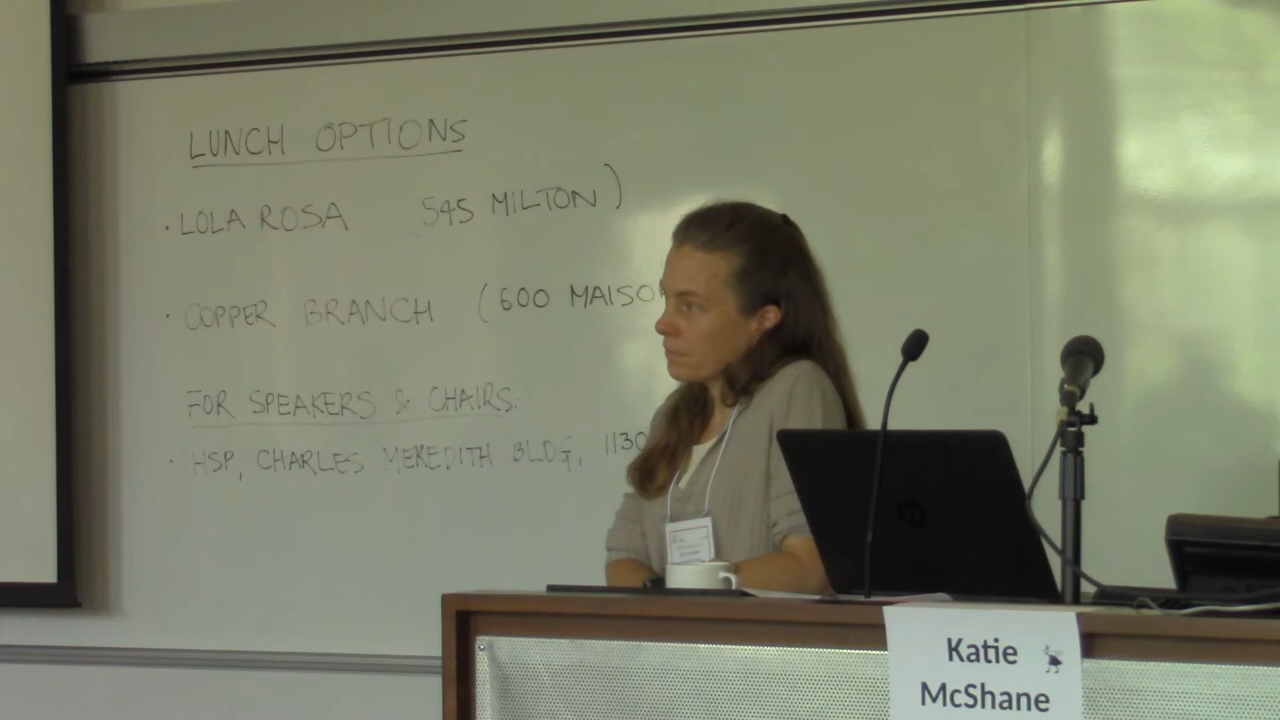 LUNCH OPTIONS
· LOLA ROSA (545 MILTON)
· COPPER BRANCH (600 MAISO
FOR SPEAKERS & CHAIRS:
· HSP, CHARLES MEREDITH BLDG, 1130
Katie
McShane